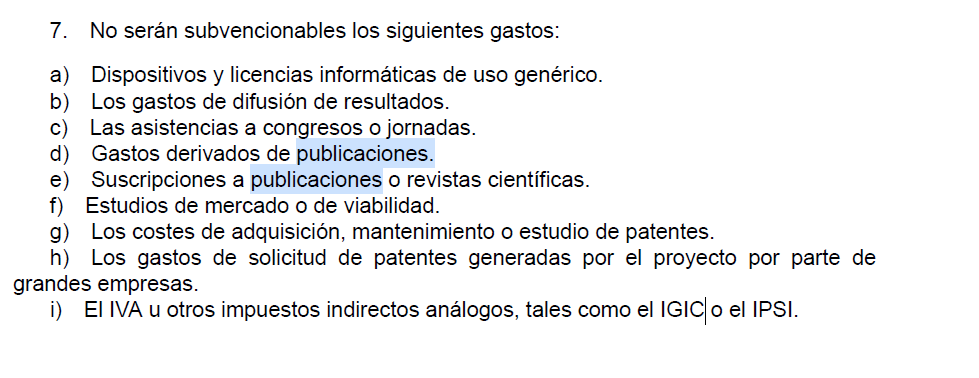 7. No serán subvencionables los siguientes gastos:
a) Dispositivos y licencias informáticas de uso genérico.
b) Los gastos de difusión de resultados.
c) Las asistencias a congresos o jornadas.
d) Gastos derivados de publicaciones.
e) Suscripciones a publicaciones o revistas científicas.
f) Estudios de mercado o de viabilidad.
g) Los costes de adquisición, mantenimiento o estudio de patentes.
h) Los gastos de solicitud de patentes generadas por el proyecto por parte de
grandes empresas.
i) El IVA u otros impuestos indirectos análogos, tales como el IGIC o el IPSI.